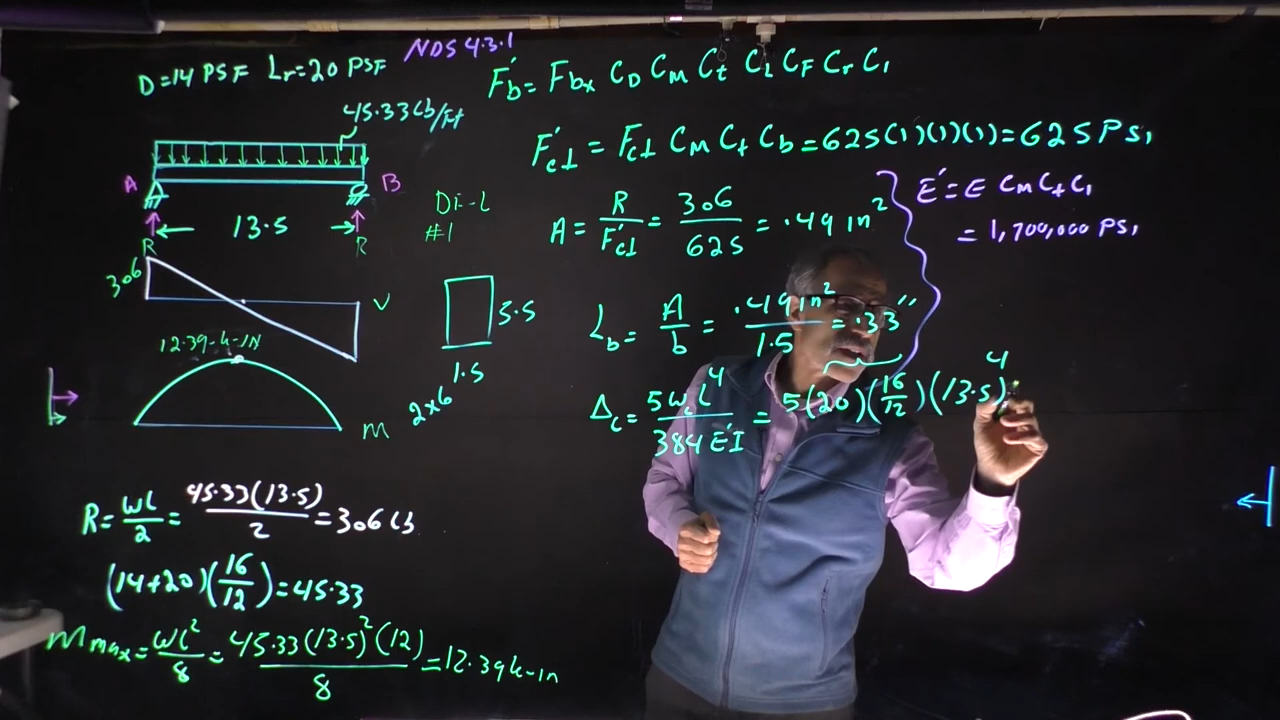 NDS 4.3.1
D=14 PSF Lr=20 PSF
F'b = Fbx CD CM Ct CL CF Cr Ci
45.33 Lb/Ft
F'c⊥ = Fc⊥ CM Ct Cb = 625(1)(1)(1) = 625 PSi
A B
Di-L
#1
A = R/F'c⊥ = 306/625 = .49 in²
E' = E CM Ct Ci
= 1,700,000 PSi
13.5
R R
306
V
5.5
1.5
2x6
Lb = A/b = .49 in²/1.5 = .33"
12.39-k-IN
M
ΔL = 5 wL L⁴/384 E'I = 5(20)(16/12)(13.5)⁴
R = wL/2 = 45.33(13.5)/2 = 306 Lb
(14+20)(16/12) = 45.33
Mmax = wL²/8 = 45.33(13.5)²(12)/8 = 12.39k-in